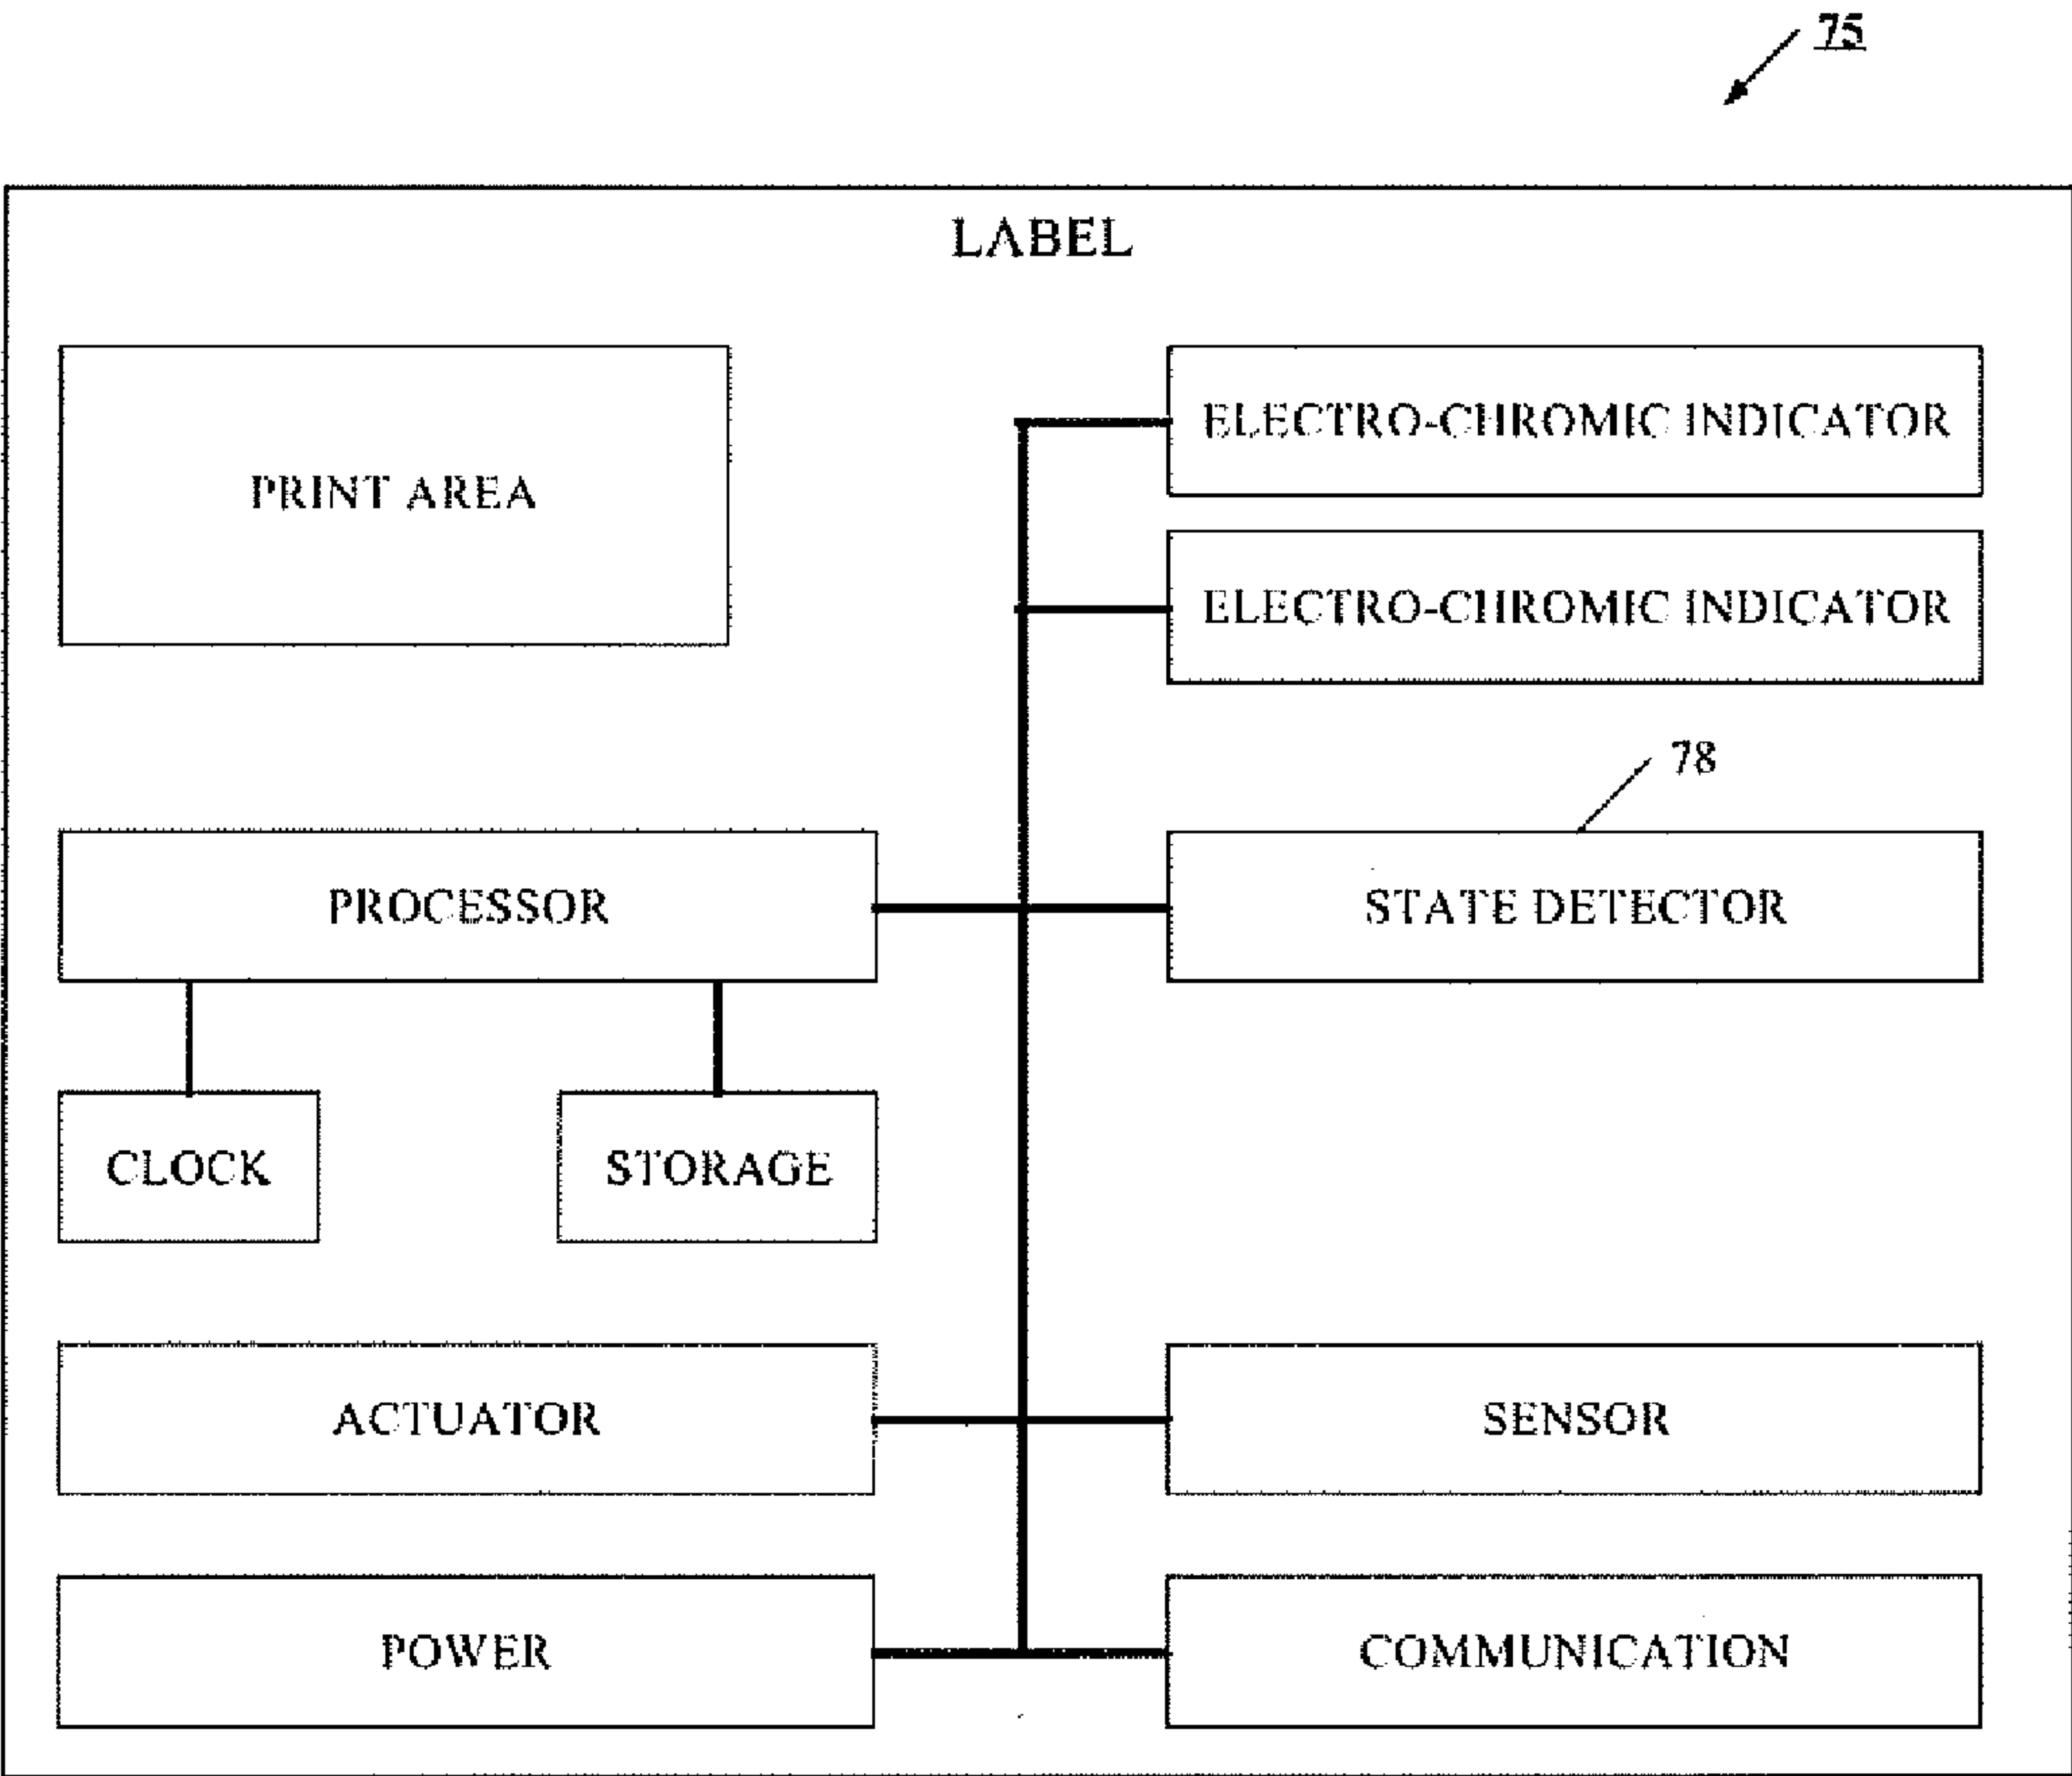 75
LABEL
PRINT AREA
ELECTRO-CHROMIC INDICATOR
ELECTRO-CHROMIC INDICATOR
78
PROCESSOR
STATE DETECTOR
CLOCK
STORAGE
ACTUATOR
SENSOR
POWER
COMMUNICATION